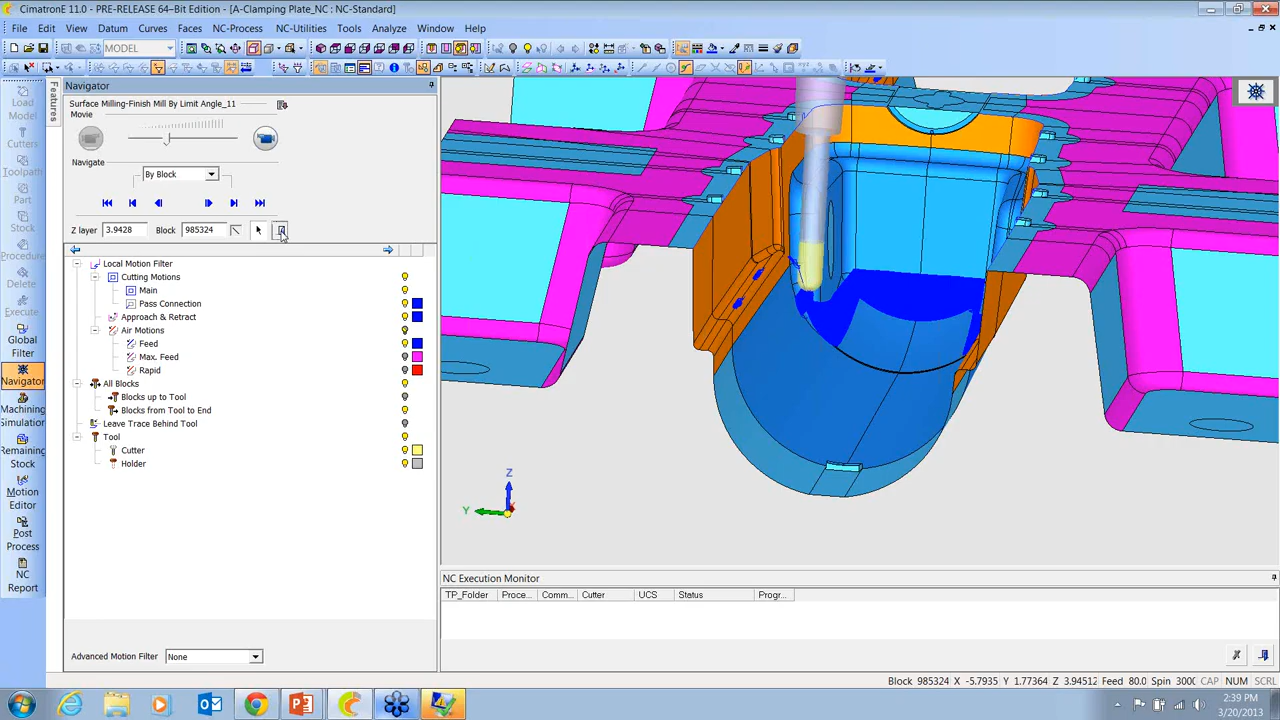 CimatronE 11.0 - PRE-RELEASE 64-Bit Edition - [A-Clamping Plate_NC : NC-Standard]
File Edit View Datum Curves Faces NC-Process NC-Utilities Tools Analyze Window Help
MODEL
Load Model
Cutters
Toolpath
Part
Stock
Procedure
Delete
Execute
Global Filter
Navigator
Machining Simulation
Remaining Stock
Motion Editor
Post Process
NC Report
Features
Navigator
Surface Milling-Finish Mill By Limit Angle_11
Movie
Navigate
By Block
Z layer 3.9428 Block 985324
Local Motion Filter
Cutting Motions
Main
Pass Connection
Approach & Retract
Air Motions
Feed
Max. Feed
Rapid
All Blocks
Blocks up to Tool
Blocks from Tool to End
Leave Trace Behind Tool
Tool
Cutter
Holder
Advanced Motion Filter None
Z
Y
NC Execution Monitor
TP_Folder Proce... Comm... Cutter UCS Status Progr...
Block 985324 X -5.7935 Y 1.77364 Z 3.94512 Feed 80.0 Spin 3000 CAP NUM SCRL
2:39 PM
3/20/2013